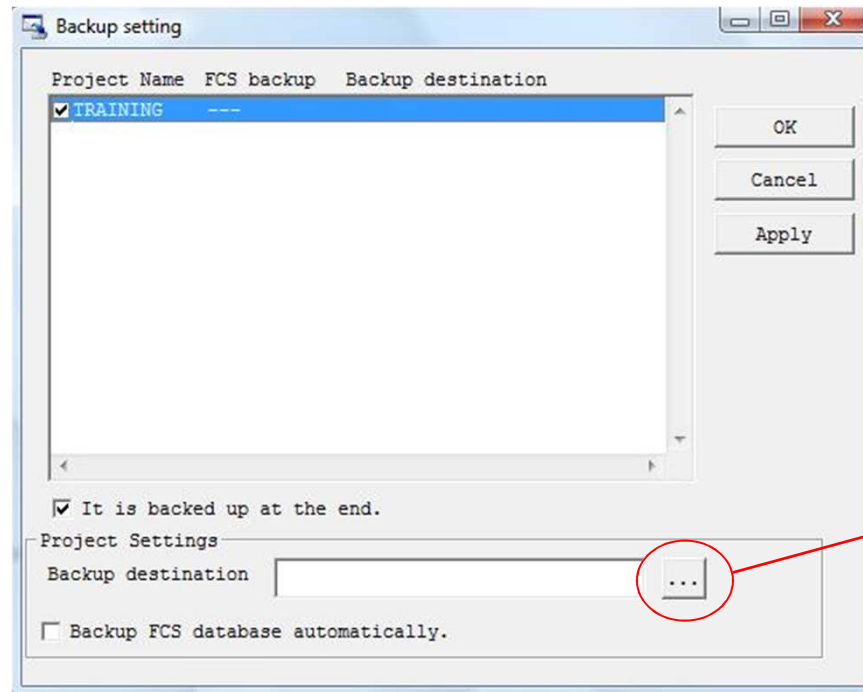 Backup setting
Project Name FCS backup Backup destination
TRAINING ---
OK
Cancel
Apply
It is backed up at the end.
Project Settings
Backup destination ...
Backup FCS database automatically.